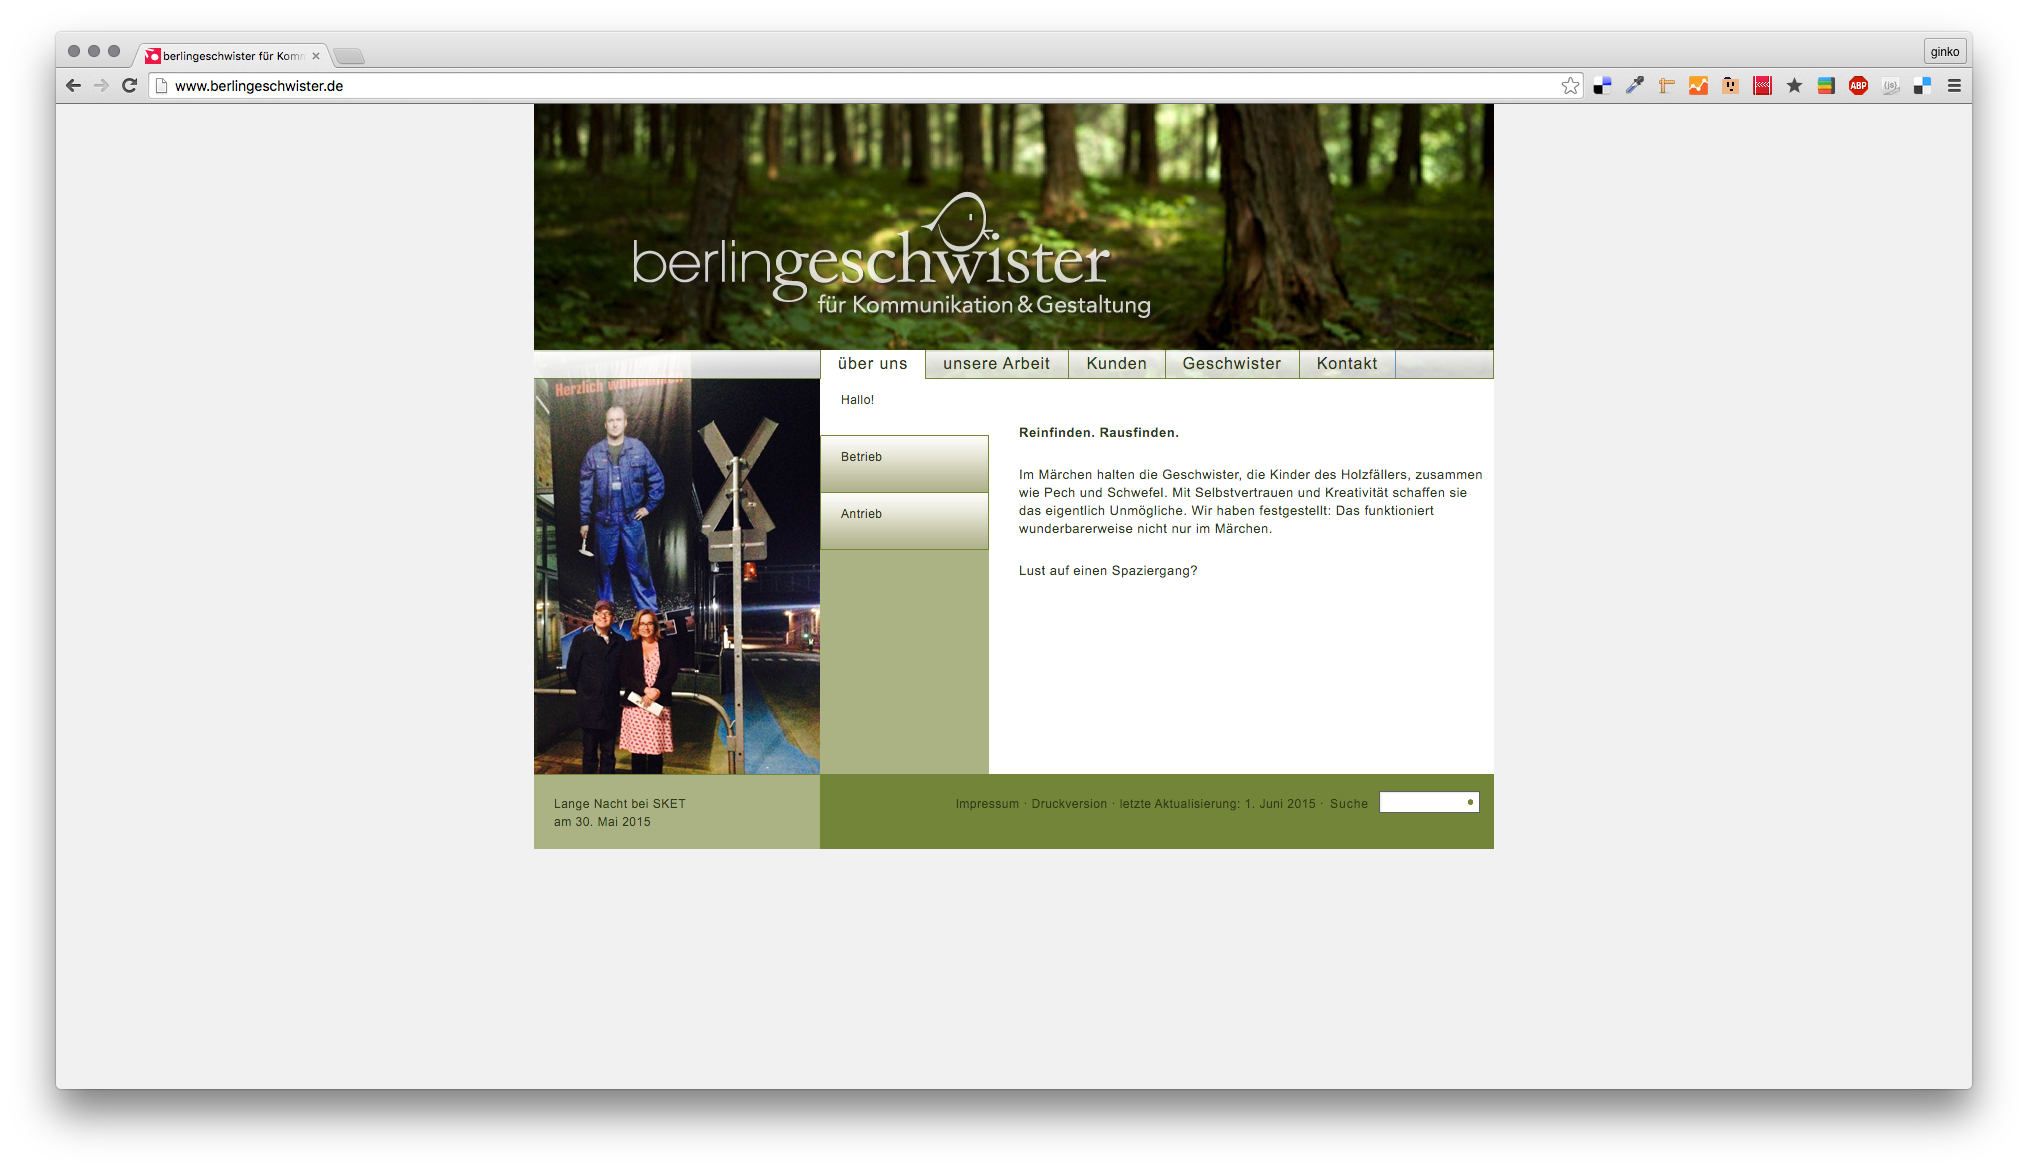 berlingeschwister für Komm
ginko
www.berlingeschwister.de
ABP
berlingeschwister
für Kommunikation & Gestaltung
über uns
unsere Arbeit
Kunden
Geschwister
Kontakt
Herzlich willkommen
Hallo!
Betrieb
Antrieb
Reinfinden. Rausfinden.
Im Märchen halten die Geschwister, die Kinder des Holzfällers, zusammen
wie Pech und Schwefel. Mit Selbstvertrauen und Kreativität schaffen sie
das eigentlich Unmögliche. Wir haben festgestellt: Das funktioniert
wunderbarerweise nicht nur im Märchen.
Lust auf einen Spaziergang?
Lange Nacht bei SKET
am 30. Mai 2015
Impressum · Druckversion · letzte Aktualisierung: 1. Juni 2015 · Suche